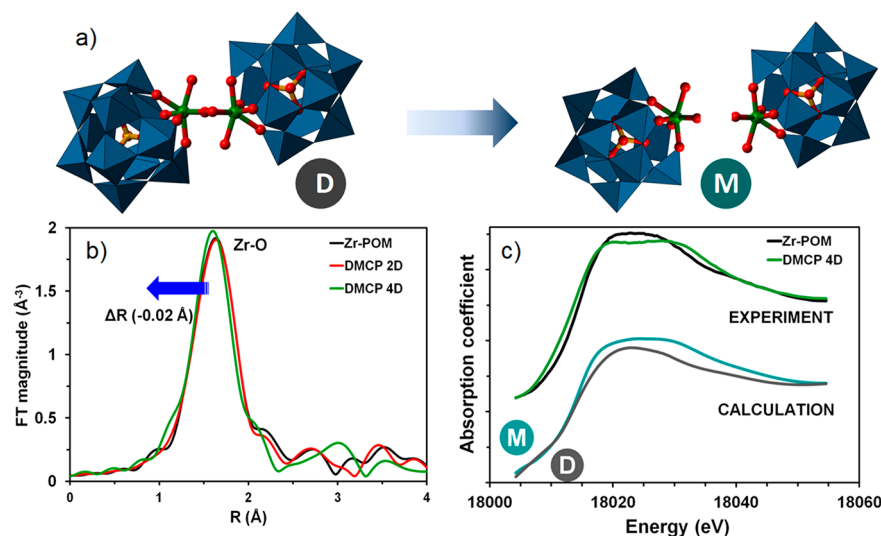 a)
D
M
b)
Zr-O
Zr-POM
DMCP 2D
DMCP 4D
ΔR (-0.02 Å)
FT magnitude (Å⁻³)
2
1.5
1
0.5
0
0
1
2
3
4
R (Å)
c)
Zr-POM
DMCP 4D
EXPERIMENT
CALCULATION
M
D
Absorption coefficient
18000
18020
18040
18060
Energy (eV)